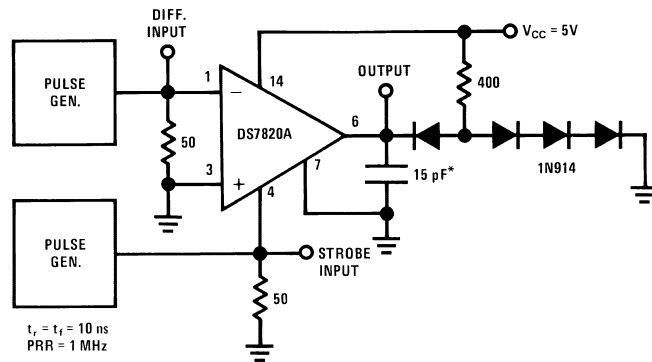 DIFF.
INPUT
V_CC = 5V
PULSE
GEN.
1
14
OUTPUT
400
−
DS7820A
6
50
3
+
7
4
15 pF*
1N914
PULSE
GEN.
STROBE
INPUT
50
t_r = t_f = 10 ns
PRR = 1 MHz